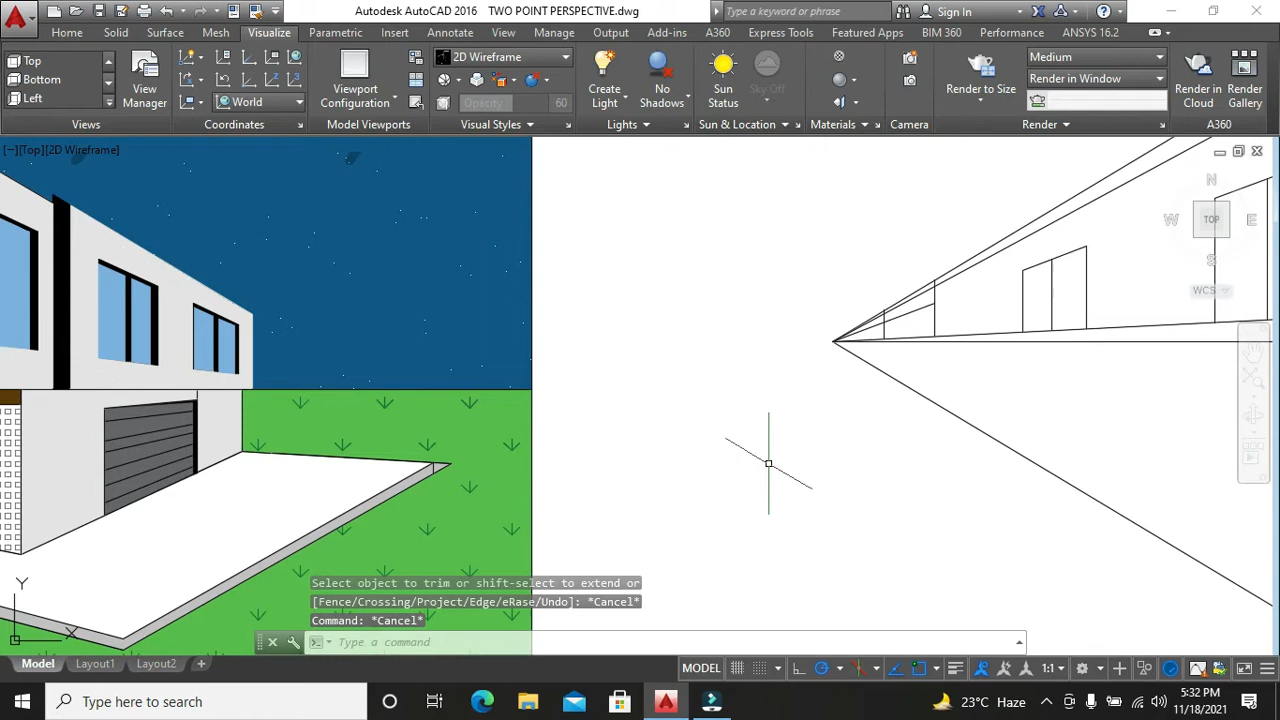 Autodesk AutoCAD 2016 TWO POINT PERSPECTIVE.dwg
Type a keyword or phrase
Sign In
Home Solid Surface Mesh Visualize Parametric Insert Annotate View Manage Output Add-ins A360 Express Tools Featured Apps BIM 360 Performance ANSYS 16.2
Top
Bottom
Left
View
Manager
Views
World
Coordinates
Viewport
Configuration
Model Viewports
2D Wireframe
Opacity 60
Visual Styles
Create
Light
No
Shadows
Lights
Sun
Status
Sky Off
Sun & Location
Materials
Camera
Render to Size
Medium
Render in Window
Render
Render in
Cloud
Render
Gallery
A360
[–][Top][2D Wireframe]
N
W TOP E
S
WCS
Y
X
Select object to trim or shift-select to extend or
[Fence/Crossing/Project/Edge/eRase/Undo]: *Cancel*
Command: *Cancel*
Type a command
Model Layout1 Layout2 +
MODEL 1:1
Type here to search
23°C Haze
5:32 PM
11/18/2021